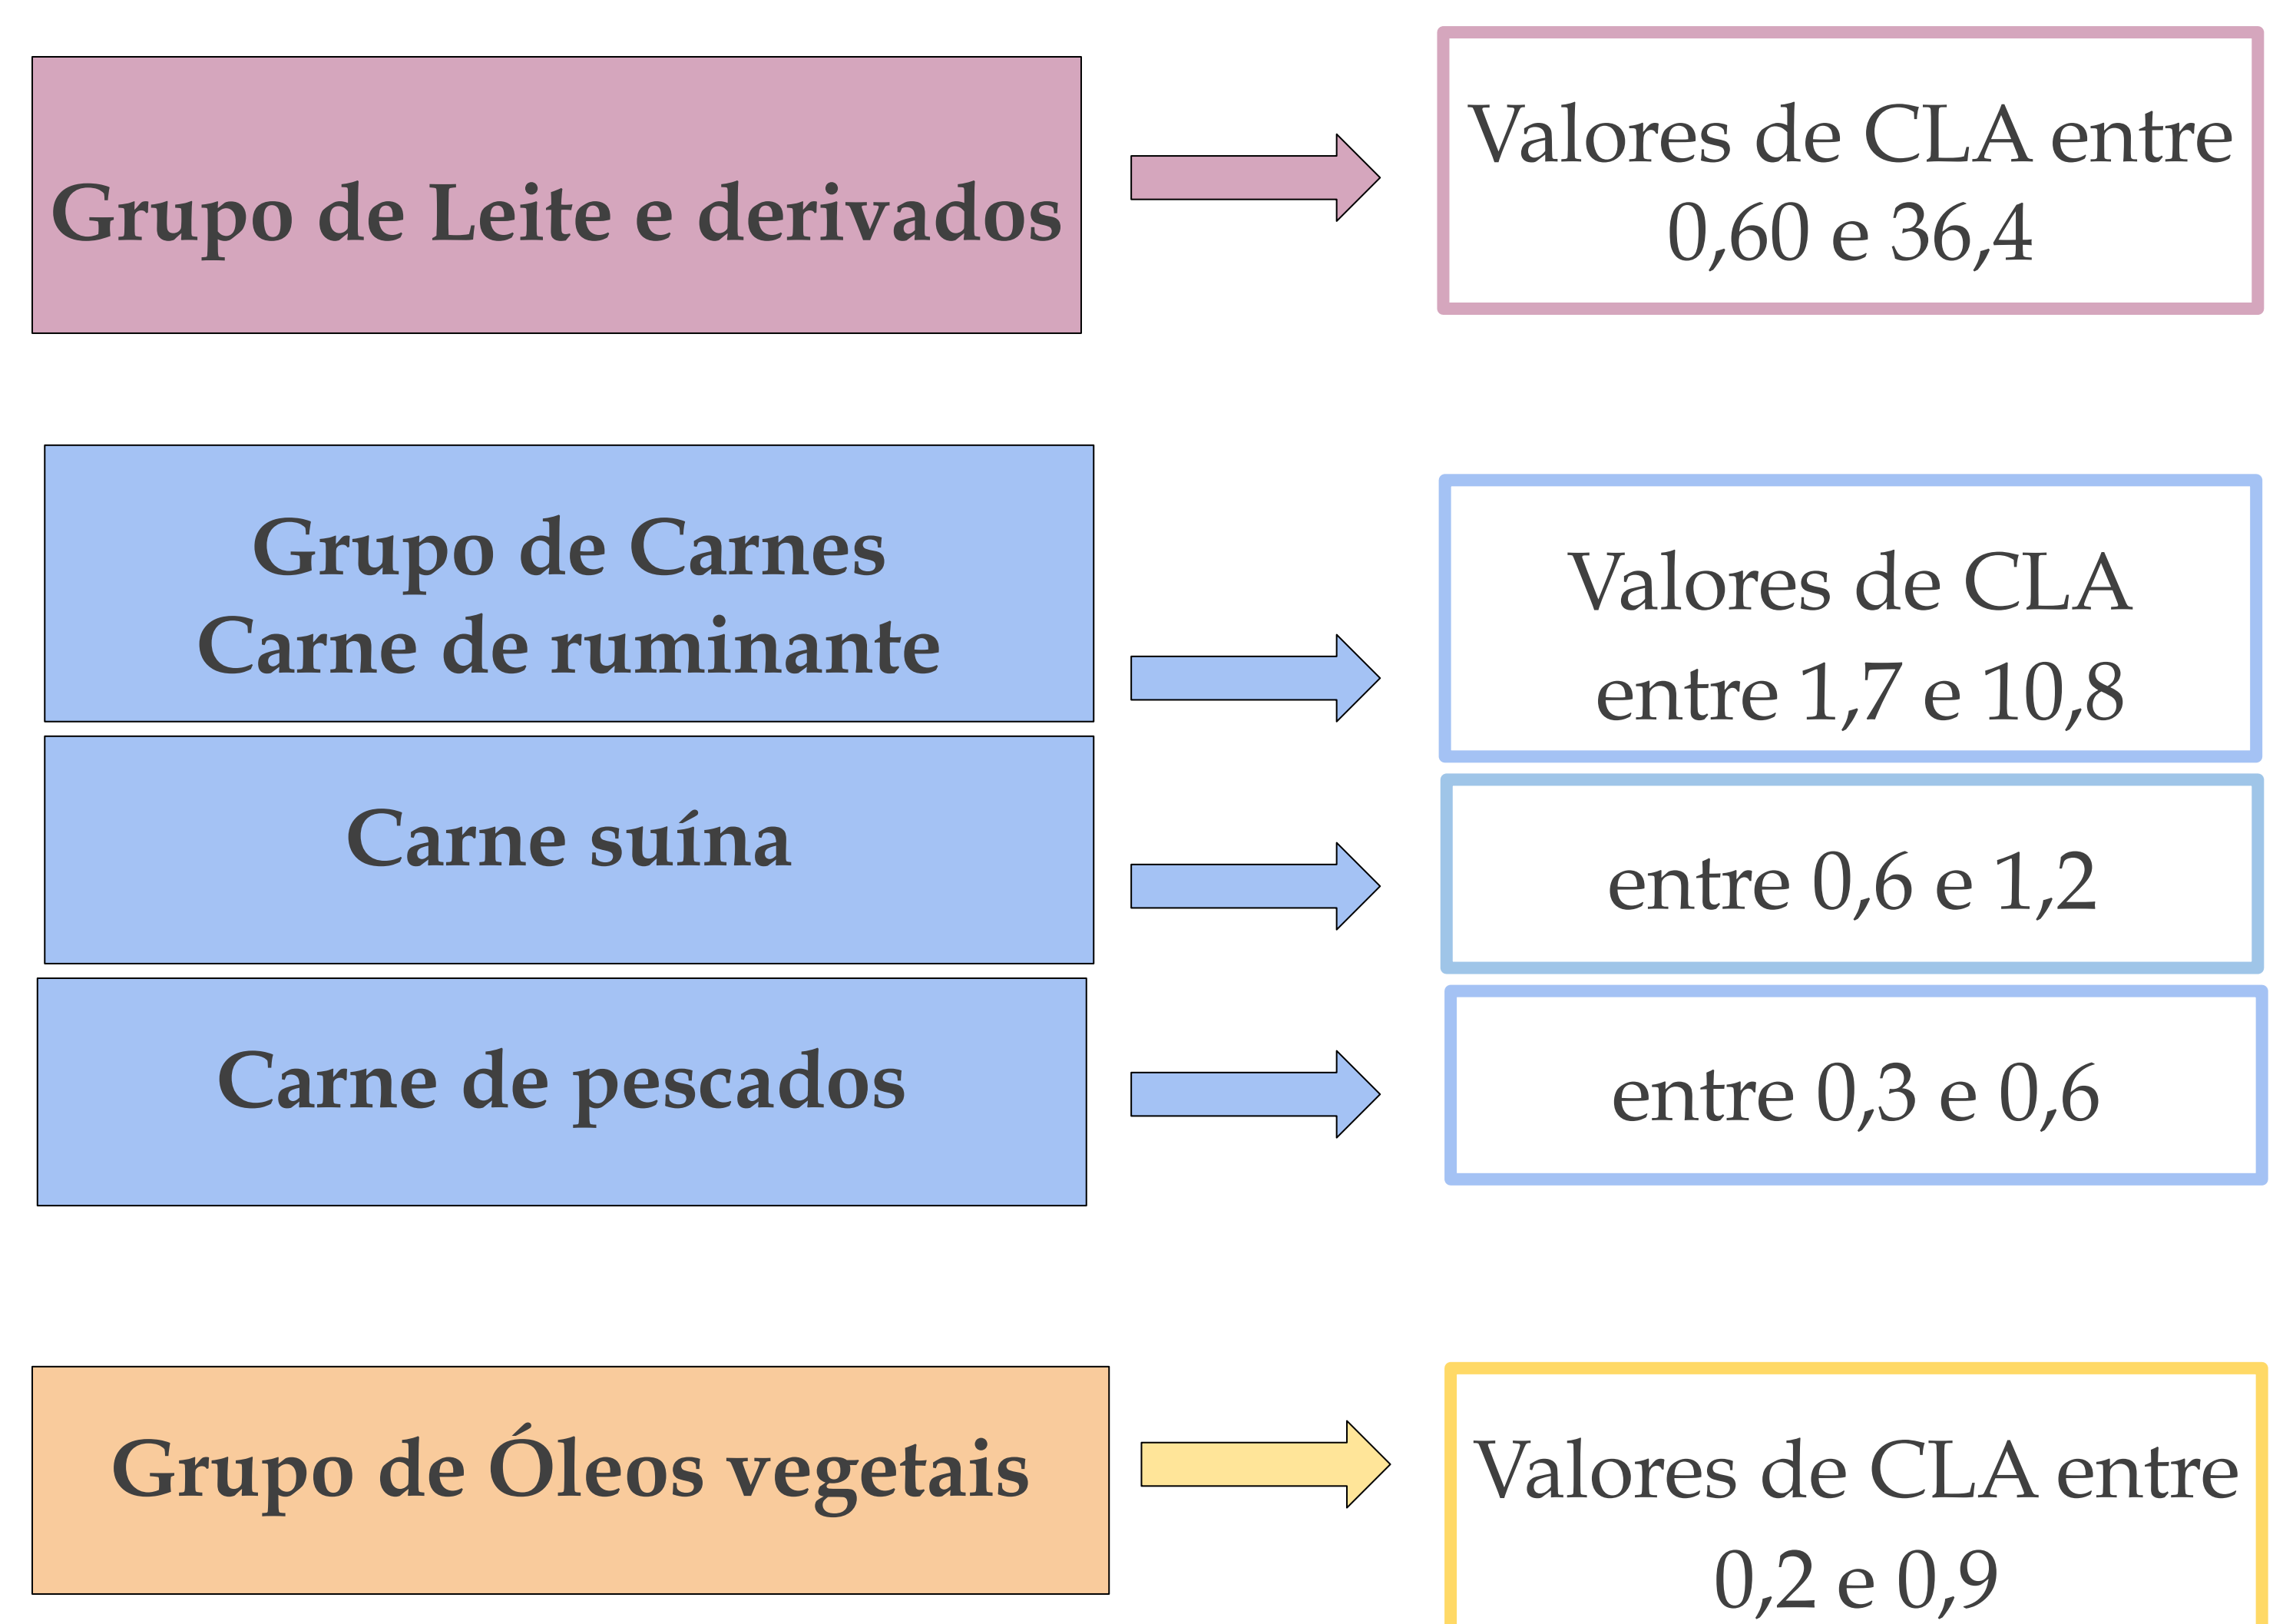 Grupo de Leite e derivados
Valores de CLA entre
0,60 e 36,4
Grupo de Carnes
Carne de ruminante
Valores de CLA
entre 1,7 e 10,8
Carne suína
entre 0,6 e 1,2
Carne de pescados
entre 0,3 e 0,6
Grupo de Óleos vegetais
Valores de CLA entre
0,2 e 0,9